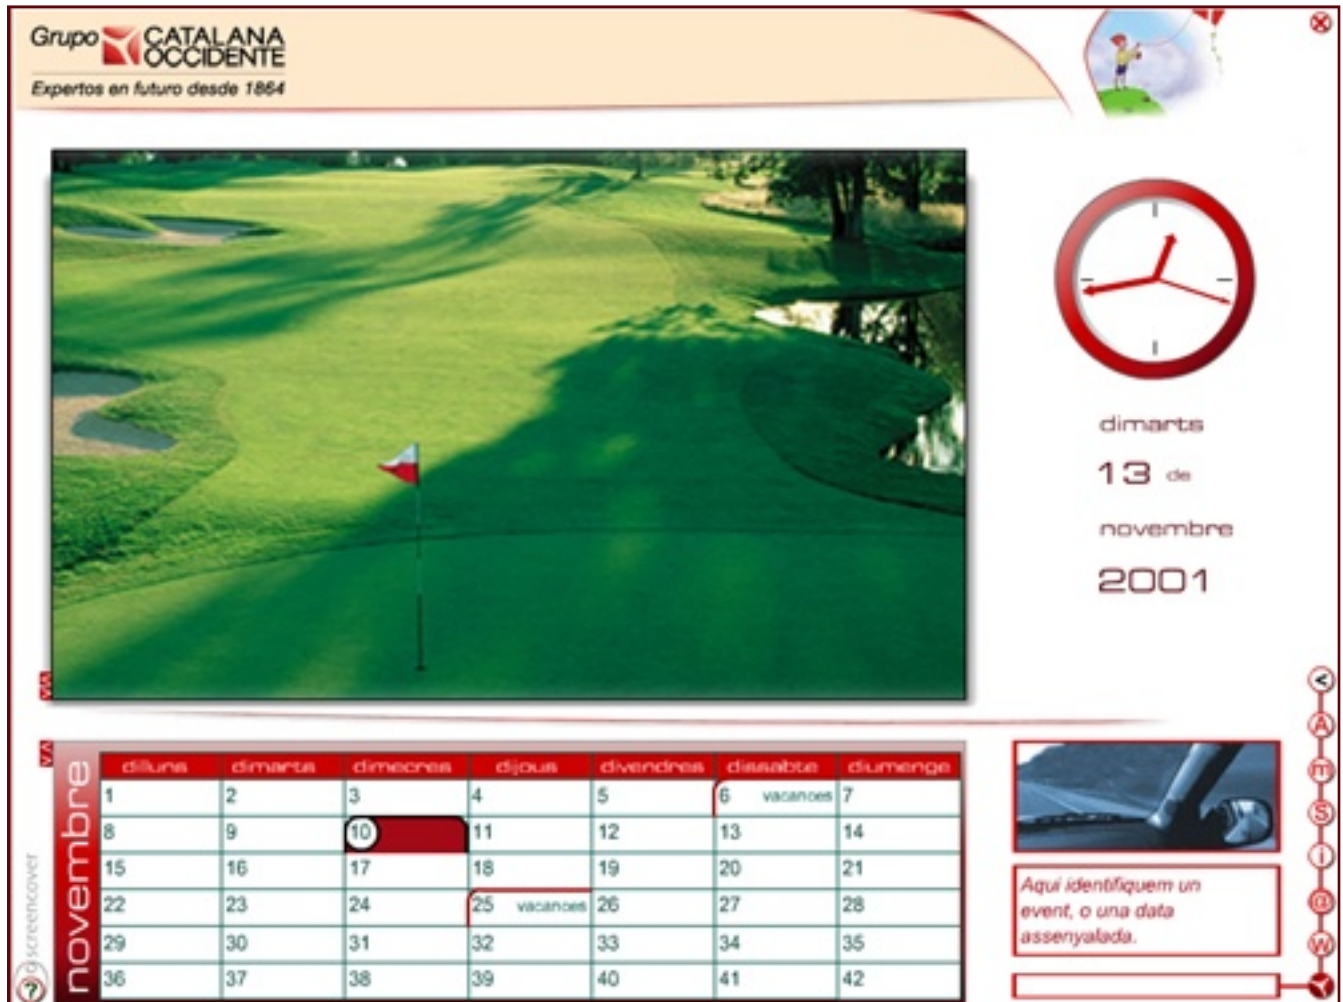 Grupo CATALANA
OCCIDENTE
Expertos en futuro desde 1864
dimarts
13 de
novembre
2001
novembre
dilluns dimarts dimecres dijous divendres dissabte diumenge
1 2 3 4 5 6 vacances 7
8 9 10 11 12 13 14
15 16 17 18 19 20 21
22 23 24 25 vacances 26 27 28
29 30 31 32 33 34 35
36 37 38 39 40 41 42
Aquí identifiquem un
event, o una data
assenyalada.
A
m
S
i
@
W
?
screencover